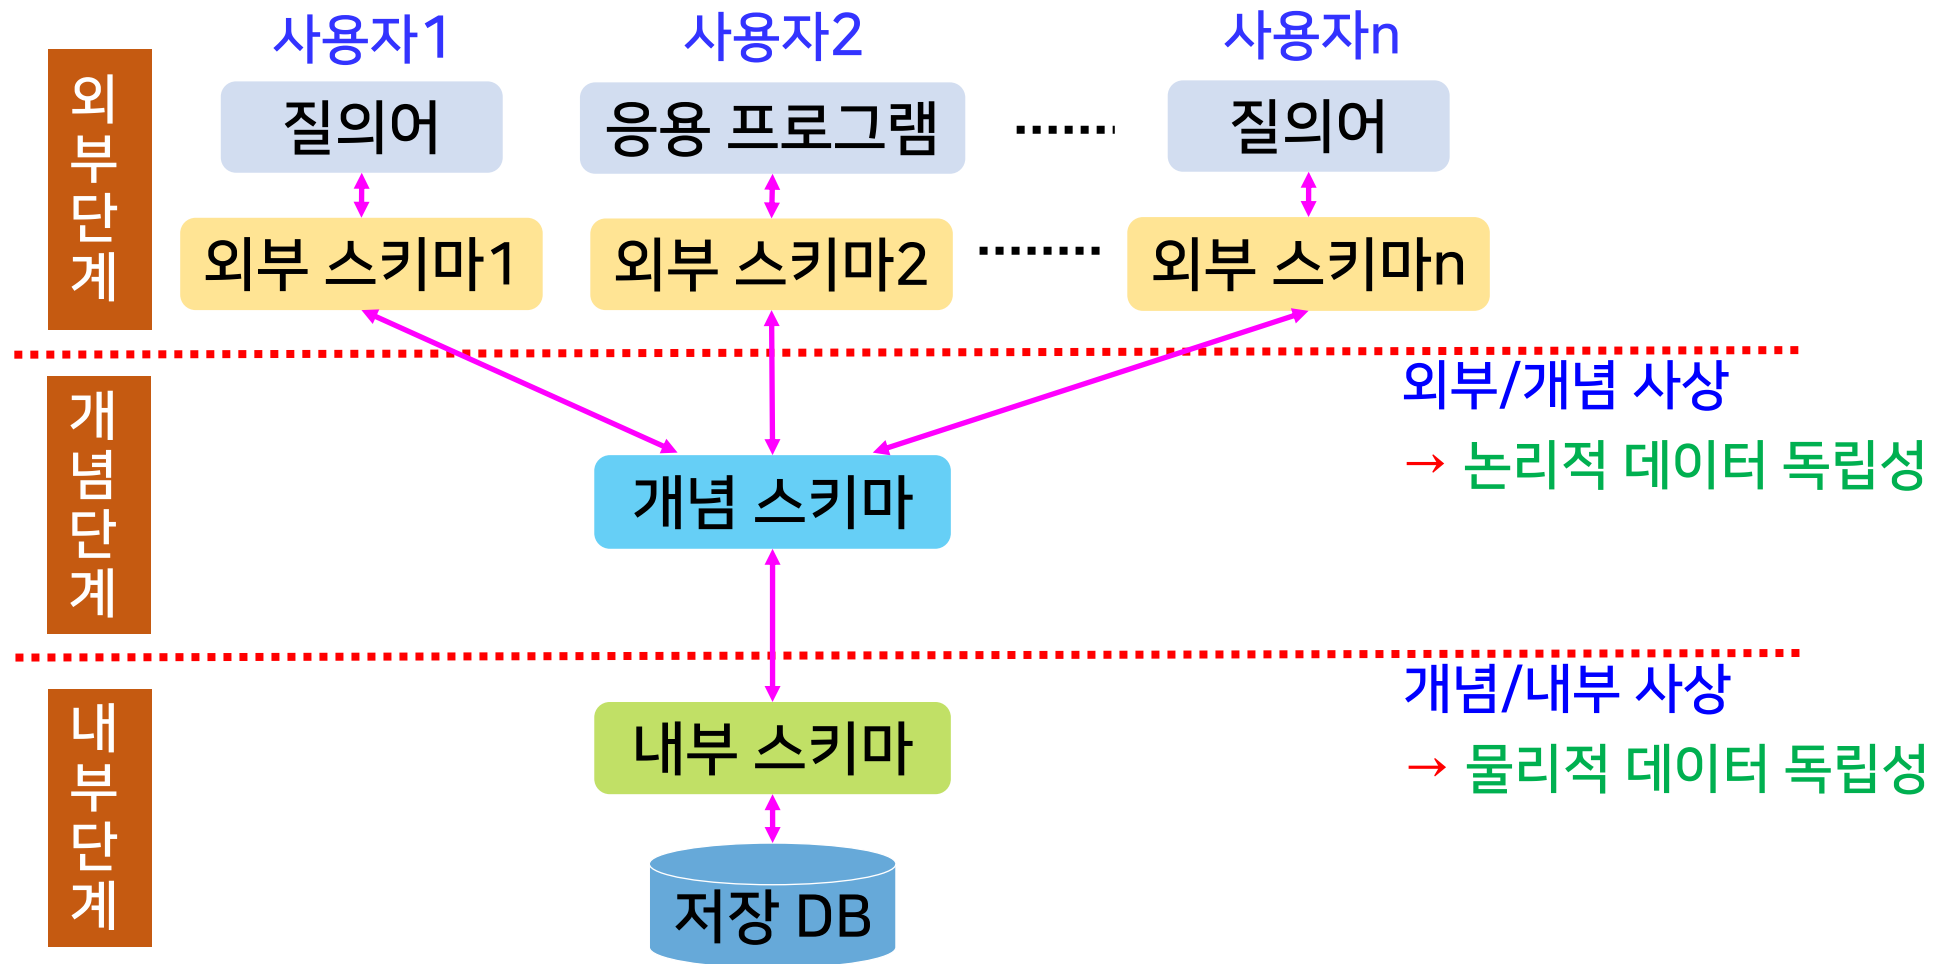 사용자1
사용자2
사용자n
외부단계
질의어
응용 프로그램
질의어
외부 스키마1
외부 스키마2
외부 스키마n
외부/개념 사상
→ 논리적 데이터 독립성
개념단계
개념 스키마
개념/내부 사상
→ 물리적 데이터 독립성
내부단계
내부 스키마
저장 DB